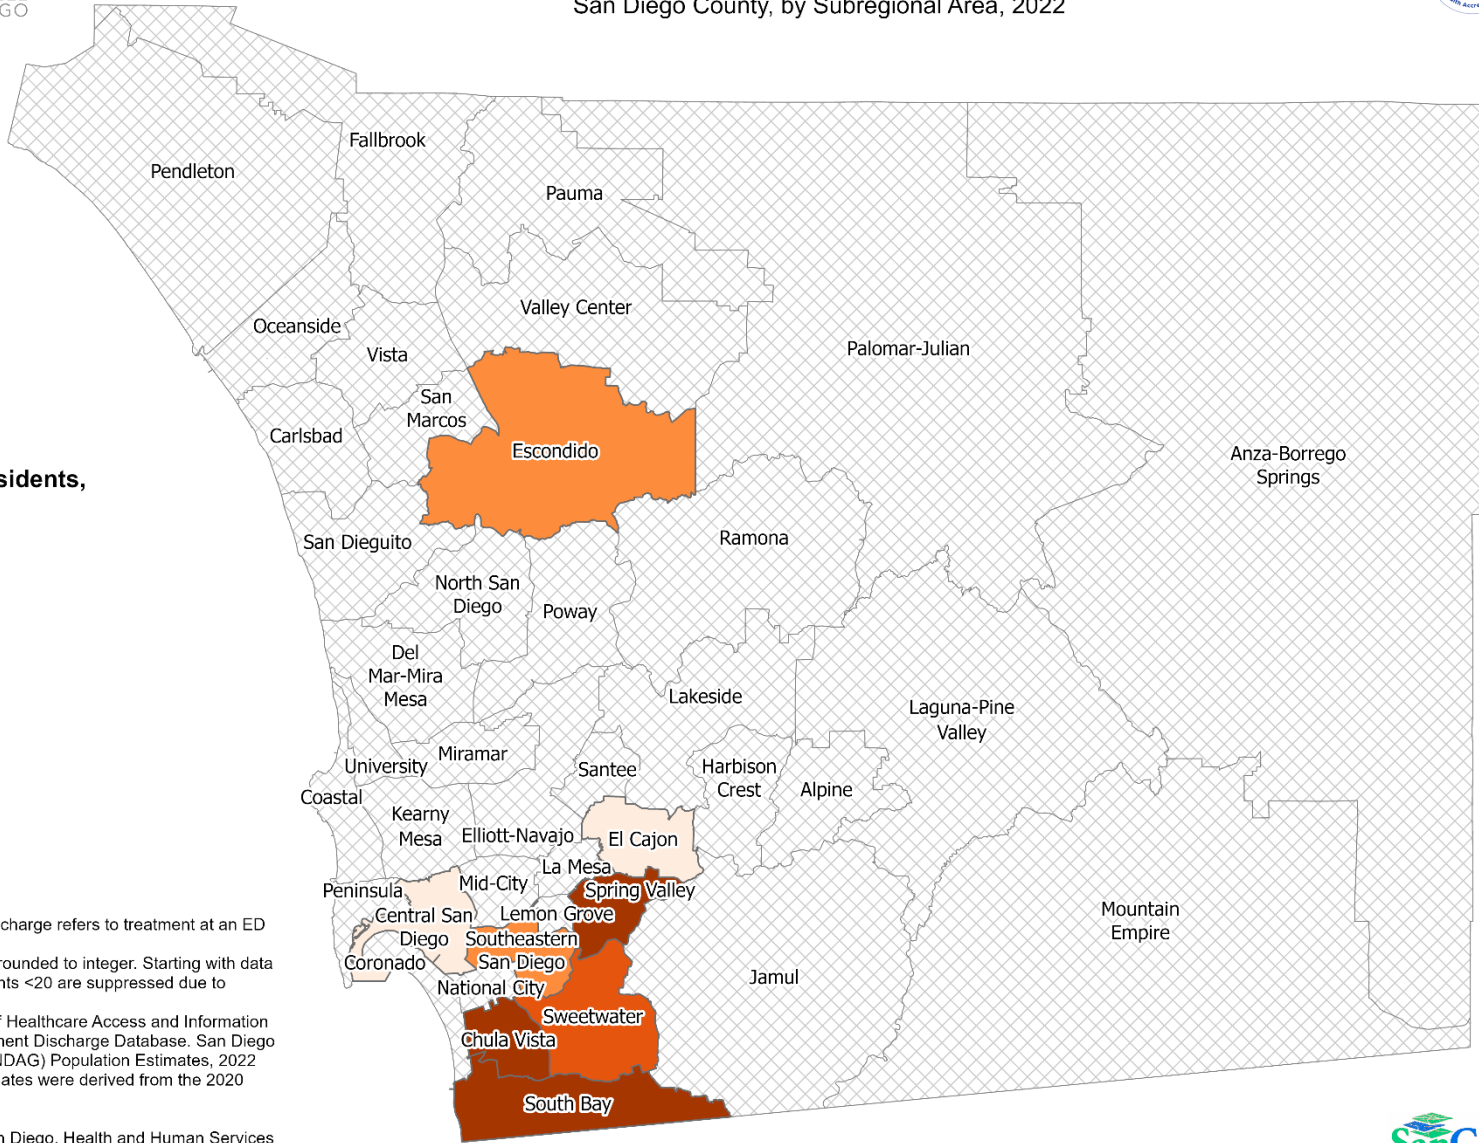 GO
San Diego County, by Subregional Area, 2022
Fallbrook
Pendleton
Pauma
Valley Center
Oceanside
Vista
Palomar-Julian
San
Marcos
Carlsbad
Escondido
Anza-Borrego
Springs
sidents,
San Dieguito
Ramona
North San
Diego
Poway
Del
Mar-Mira
Mesa
Lakeside
Laguna-Pine
Valley
Miramar
University
Santee
Harbison
Crest
Alpine
Coastal
Kearny
Mesa
Elliott-Navajo
El Cajon
La Mesa
Peninsula
Mid-City
Spring Valley
Central San
Diego
Lemon Grove
Mountain
Empire
Southeastern
San Diego
Coronado
Jamul
National City
Sweetwater
Chula Vista
South Bay
charge refers to treatment at an ED
rounded to integer. Starting with data
nts <20 are suppressed due to
f Healthcare Access and Information
nent Discharge Database. San Diego
NDAG) Population Estimates, 2022
ates were derived from the 2020
n Diego, Health and Human Services